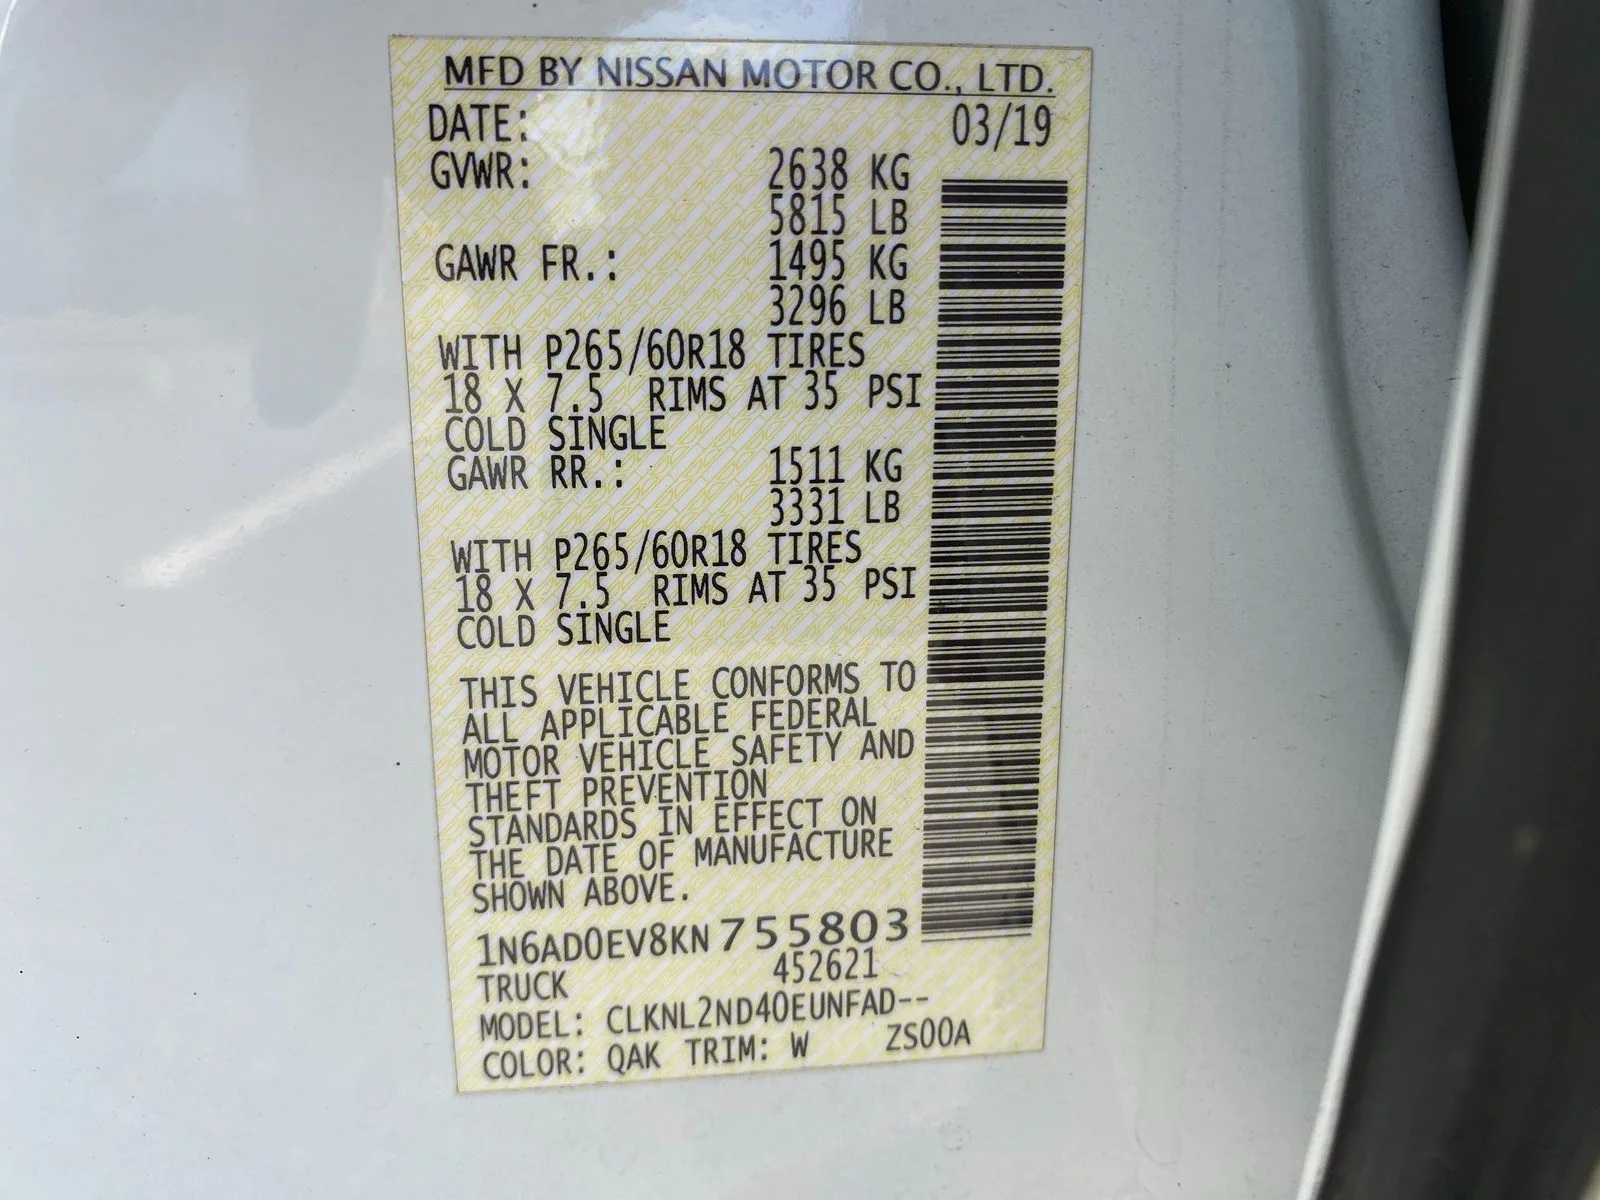 MFD BY NISSAN MOTOR CO., LTD.
DATE: 03/19
GVWR: 2638 KG
5815 LB
GAWR FR.: 1495 KG
3296 LB
WITH P265/60R18 TIRES
18 X 7.5 RIMS AT 35 PSI
COLD SINGLE
GAWR RR.: 1511 KG
3331 LB
WITH P265/60R18 TIRES
18 X 7.5 RIMS AT 35 PSI
COLD SINGLE
THIS VEHICLE CONFORMS TO
ALL APPLICABLE FEDERAL
MOTOR VEHICLE SAFETY AND
THEFT PREVENTION
STANDARDS IN EFFECT ON
THE DATE OF MANUFACTURE
SHOWN ABOVE.
1N6AD0EV8KN755803
TRUCK 452621
MODEL: CLKNL2ND40EUNFAD--
COLOR: QAK TRIM: W ZS00A